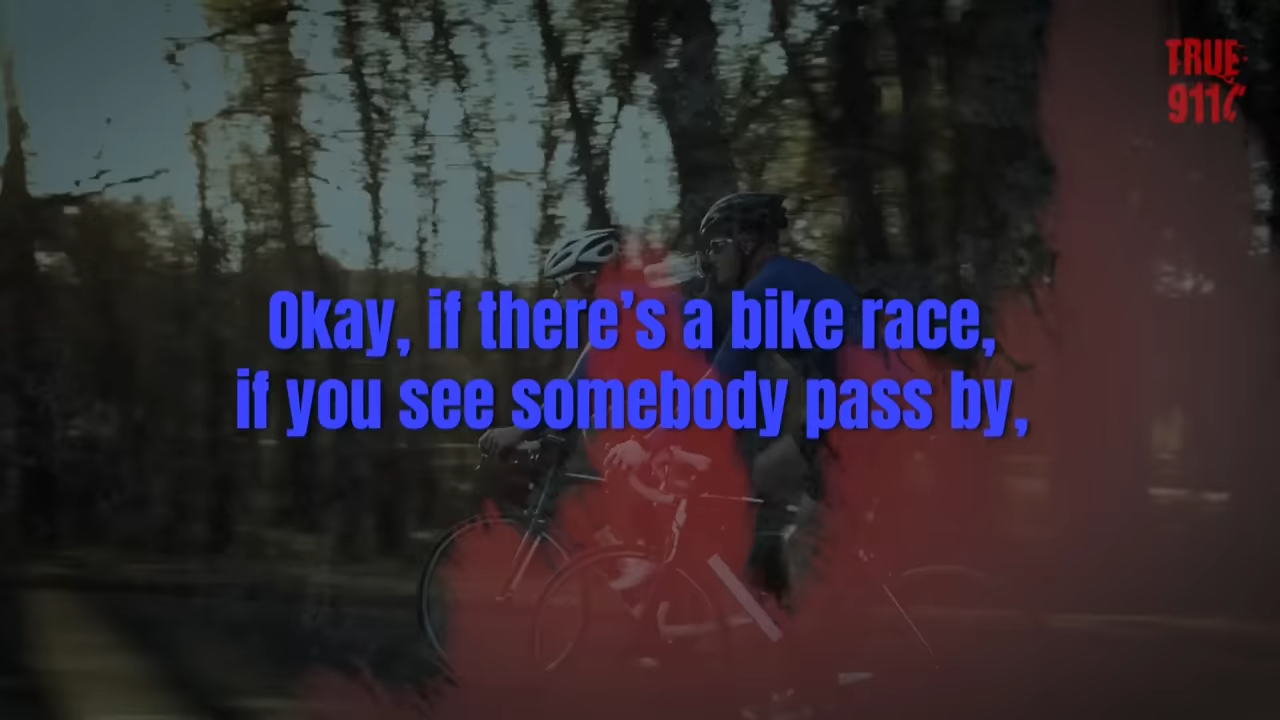 TRUE
911
Okay, if there’s a bike race,
if you see somebody pass by,